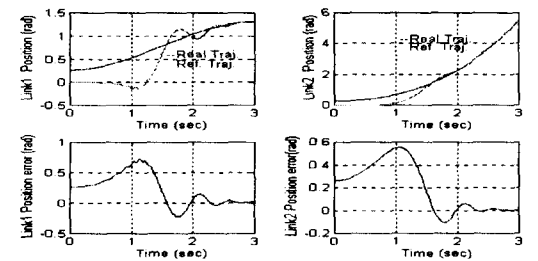 Link1 Position (rad)
1.5
1
0.5
0
-0.5
Real Traj
Ref. Traj
0 1 2 3
Time (sec)
Link2 Position (rad)
6
4
2
0
Real Traj
Ref. Traj
0 1 2 3
Time (sec)
Link1 Position error(rad)
1
0.5
0
-0.5
0 1 2 3
Time (sec)
Link2 Position error(rad)
0.6
0.4
0.2
0
-0.2
0 1 2 3
Time (sec)